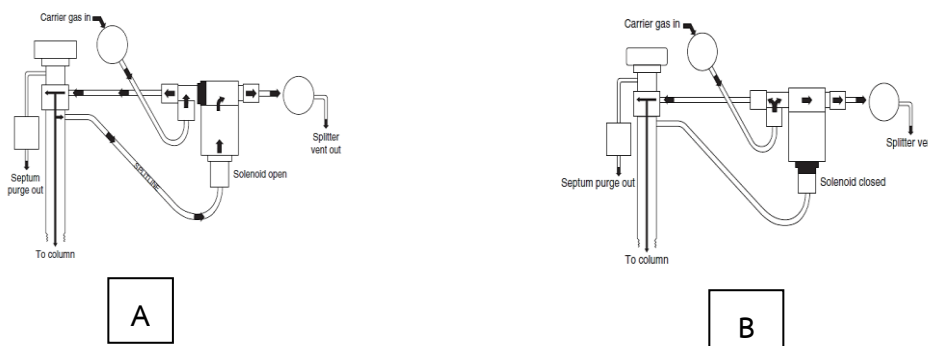 Carrier gas in
SPLIT LINE
Splitter
vent out
Septum
purge out
Solenoid open
To column
A
Carrier gas in
Splitter ve
Septum purge out
Solenoid closed
To column
B